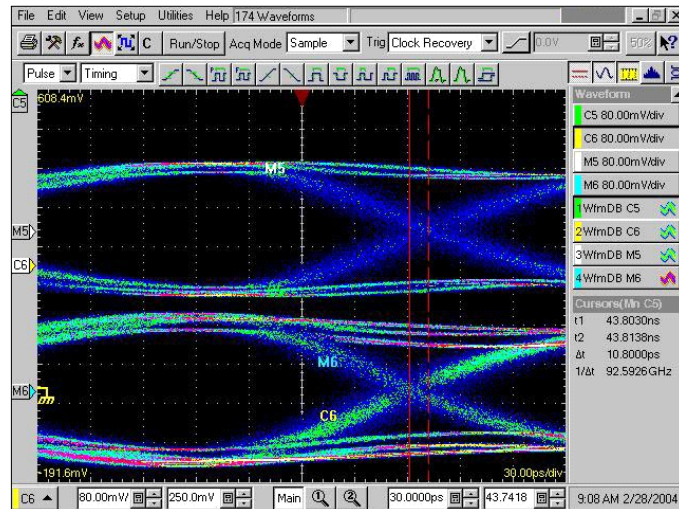 File Edit View Setup Utilities Help 174 Waveforms
C Run/Stop Acq Mode Sample Trig Clock Recovery 0.0V 50%
Pulse Timing
C5 608.4mV
Waveform
C5 80.00mV/div
C6 80.00mV/div
M5 80.00mV/div
M6 80.00mV/div
1 WfmDB C5
2 WfmDB C6
3 WfmDB M5
4 WfmDB M6
M5
M5
C6
Cursors(Mn C5)
t1 43.8030ns
t2 43.8138ns
Δt 10.8000ps
1/Δt 92.5926GHz
M6
M6
C6
-191.6mV 30.00ps/div
C6 80.00mV/ 250.0mV Main 1 2 30.0000ps 43.7418 9:08 AM 2/28/2004